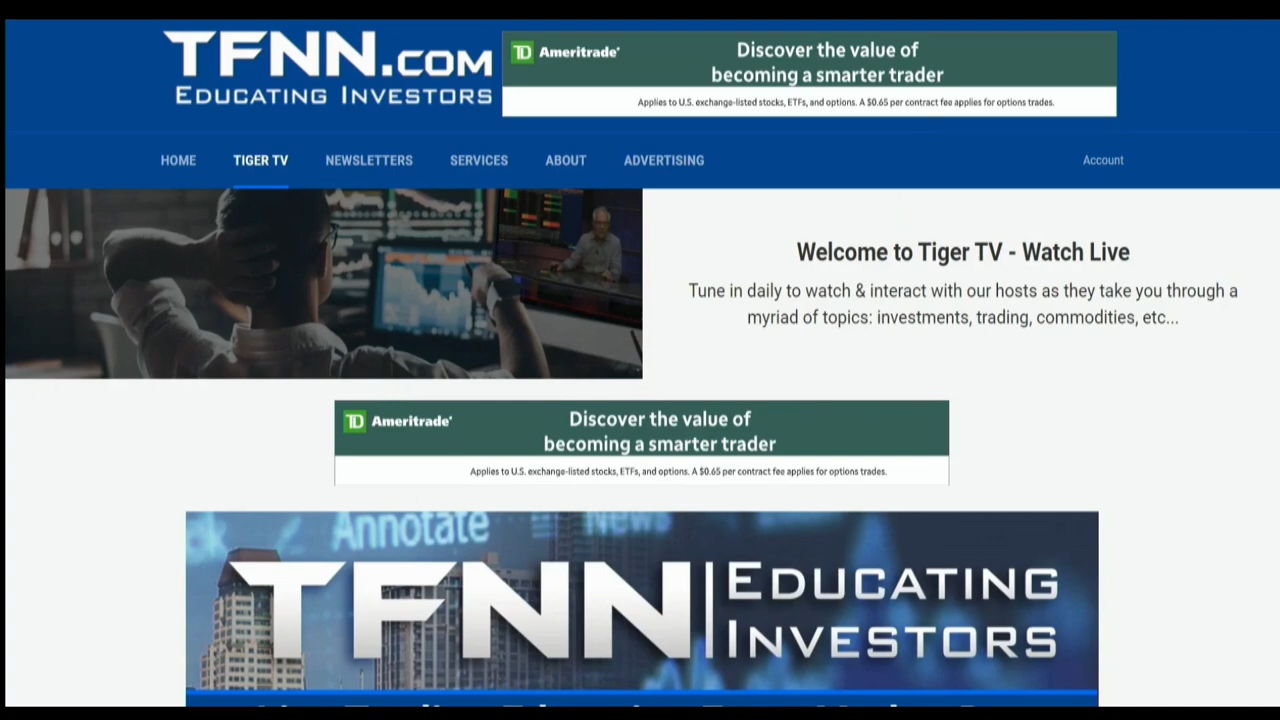 TFNN.COM
EDUCATING INVESTORS
TD Ameritrade
Discover the value of
becoming a smarter trader
Applies to U.S. exchange-listed stocks, ETFs, and options. A $0.65 per contract fee applies for options trades.
HOME TIGER TV NEWSLETTERS SERVICES ABOUT ADVERTISING Account
Welcome to Tiger TV - Watch Live
Tune in daily to watch & interact with our hosts as they take you through a
myriad of topics: investments, trading, commodities, etc...
TD Ameritrade
Discover the value of
becoming a smarter trader
Applies to U.S. exchange-listed stocks, ETFs, and options. A $0.65 per contract fee applies for options trades.
Annotate News
TFNN EDUCATING
INVESTORS